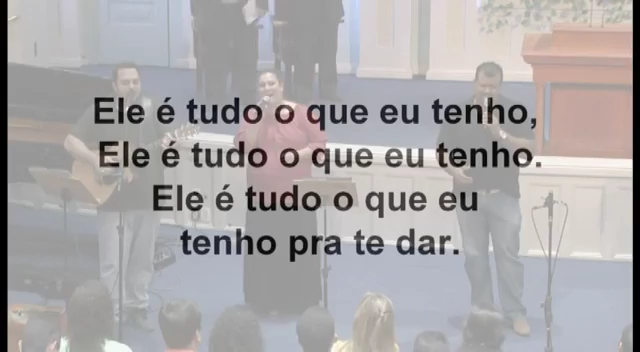 Ele é tudo o que eu tenho,
Ele é tudo o que eu tenho.
Ele é tudo o que eu
tenho pra te dar.